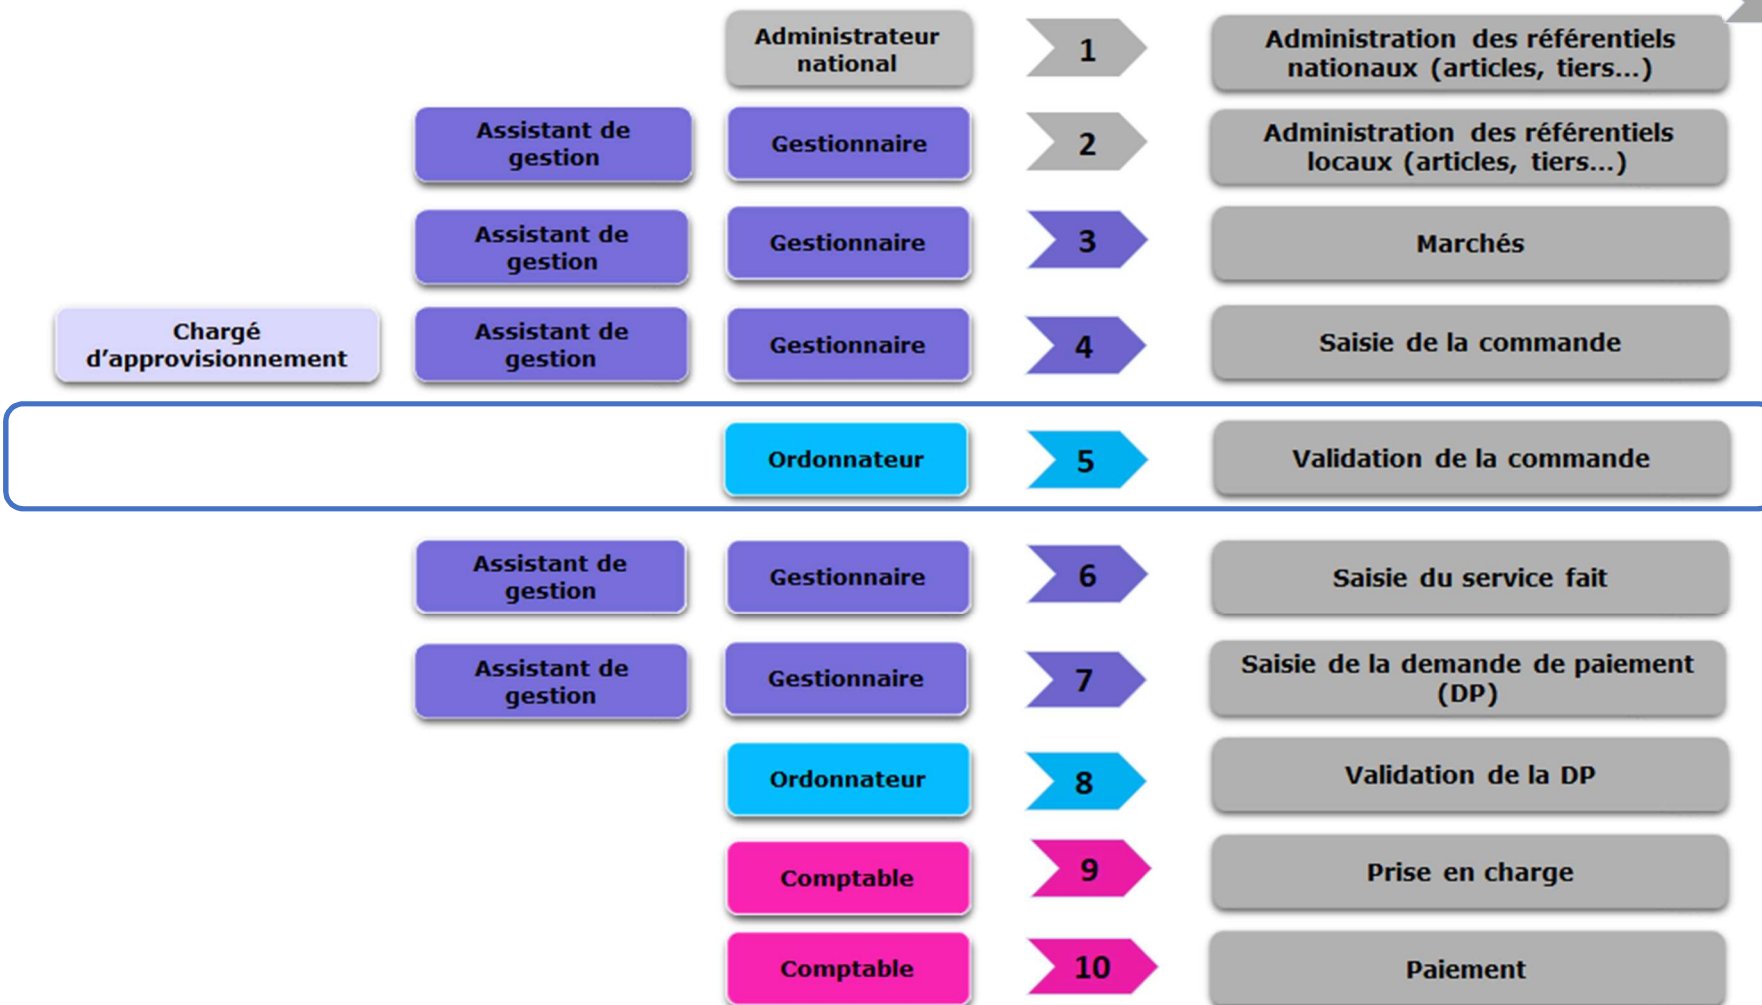 Administrateur
national
1
Administration des référentiels
nationaux (articles, tiers...)
Assistant de
gestion
Gestionnaire
2
Administration des référentiels
locaux (articles, tiers...)
Assistant de
gestion
Gestionnaire
3
Marchés
Chargé
d'approvisionnement
Assistant de
gestion
Gestionnaire
4
Saisie de la commande
Ordonnateur
5
Validation de la commande
Assistant de
gestion
Gestionnaire
6
Saisie du service fait
Assistant de
gestion
Gestionnaire
7
Saisie de la demande de paiement
(DP)
Ordonnateur
8
Validation de la DP
Comptable
9
Prise en charge
Comptable
10
Paiement